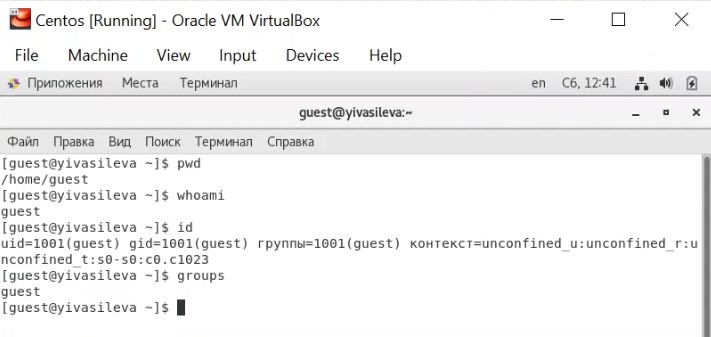 Centos [Running] - Oracle VM VirtualBox
File Machine View Input Devices Help
Приложения Места Терминал en Сб, 12:41
guest@yivasileva:~
Файл Правка Вид Поиск Терминал Справка
[guest@yivasileva ~]$ pwd
/home/guest
[guest@yivasileva ~]$ whoami
guest
[guest@yivasileva ~]$ id
uid=1001(guest) gid=1001(guest) группы=1001(guest) контекст=unconfined_u:unconfined_r:u
nconfined_t:s0-s0:c0.c1023
[guest@yivasileva ~]$ groups
guest
[guest@yivasileva ~]$